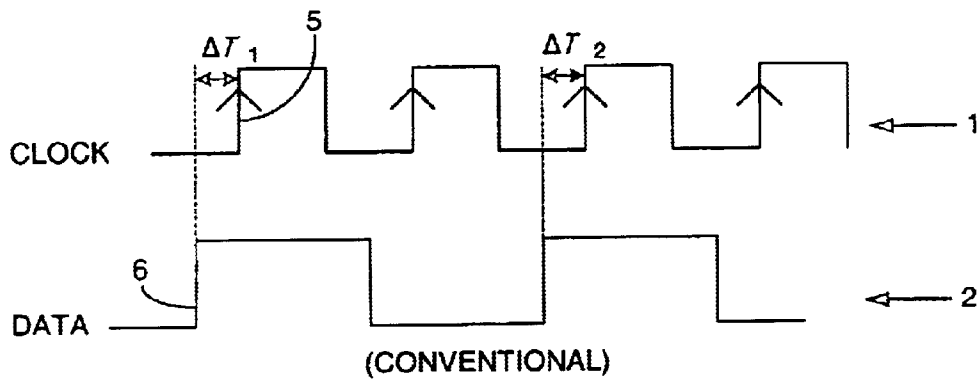 5
ΔT 1
ΔT 2
CLOCK
1
6
DATA
2
(CONVENTIONAL)